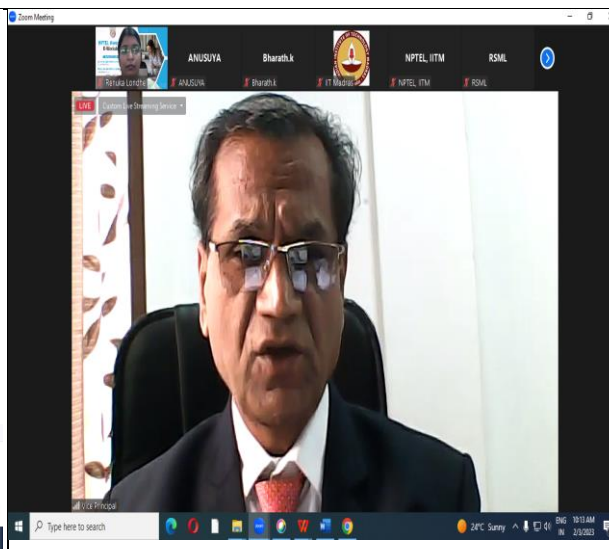 Zoom Meeting
ANUSUYA
Bharath.k
NPTEL, IITM
RSML
Renuka Londhe
ANUSUYA
Bharath.k
IIT Madras
NPTEL, IITM
RSML
LIVE Custom Live Streaming Service
Vice Principal
Type here to search
24°C Sunny
ENG
IN
10:13 AM
2/3/2023